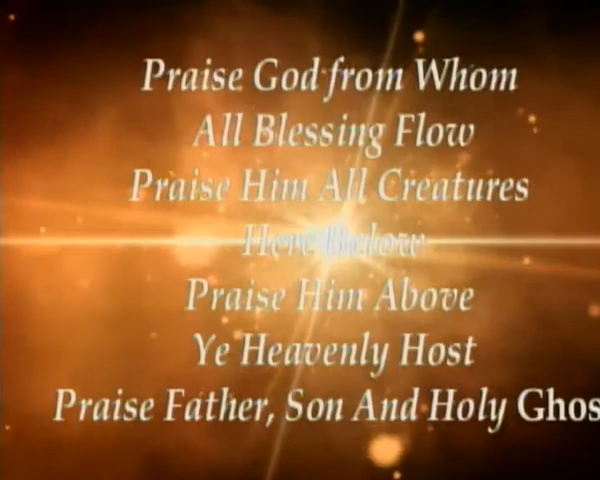 Praise God from Whom
All Blessing Flow
Praise Him All Creatures
Here Below
Praise Him Above
Ye Heavenly Host
Praise Father, Son And Holy Ghos